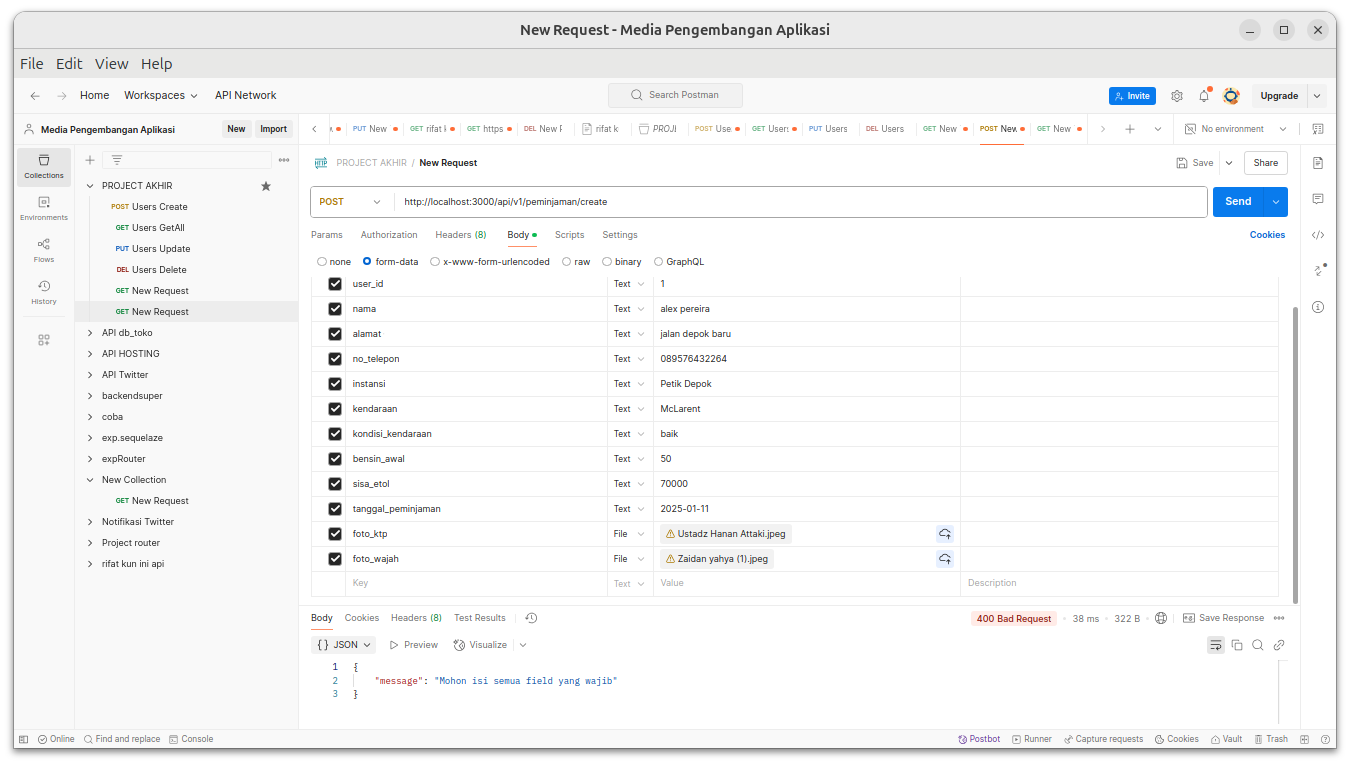 New Request - Media Pengembangan Aplikasi
File Edit View Help
Home Workspaces API Network Search Postman Invite Upgrade
Media Pengembangan Aplikasi New Import
PUT New GET rifat GET https DEL New F rifat k PROJI POST Use GET Users PUT Users DEL Users GET New POST New GET New No environment
Collections
Environments
Flows
History
PROJECT AKHIR
POST Users Create
GET Users GetAll
PUT Users Update
DEL Users Delete
GET New Request
GET New Request
API db_toko
API HOSTING
API Twitter
backendsuper
coba
exp.sequelaze
expRouter
New Collection
GET New Request
Notifikasi Twitter
Project router
rifat kun ini api
HTTP PROJECT AKHIR / New Request Save Share
POST http://localhost:3000/api/v1/peminjaman/create Send
Params Authorization Headers (8) Body Scripts Settings Cookies
none form-data x-www-form-urlencoded raw binary GraphQL
user_id Text 1
nama Text alex pereira
alamat Text jalan depok baru
no_telepon Text 089576432264
instansi Text Petik Depok
kendaraan Text McLarent
kondisi_kendaraan Text baik
bensin_awal Text 50
sisa_etol Text 70000
tanggal_peminjaman Text 2025-01-11
foto_ktp File Ustadz Hanan Attaki.jpeg
foto_wajah File Zaidan yahya (1).jpeg
Key Text Value Description
Body Cookies Headers (8) Test Results 400 Bad Request 38 ms 322 B Save Response
{} JSON Preview Visualize
1 {
2 "message": "Mohon isi semua field yang wajib"
3 }
Online Find and replace Console Postbot Runner Capture requests Cookies Vault Trash